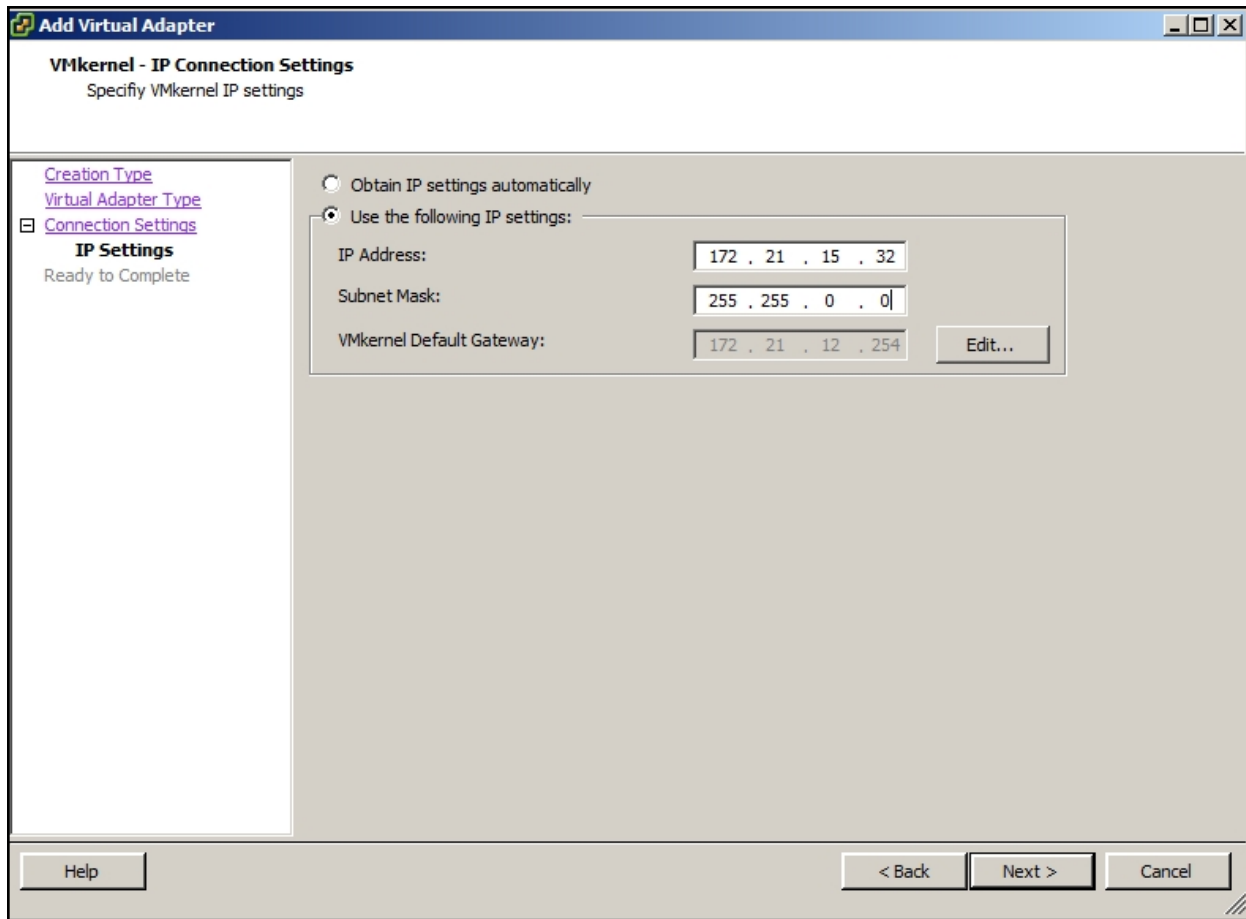 Add Virtual Adapter
VMkernel - IP Connection Settings
Specifiy VMkernel IP settings
Creation Type
Virtual Adapter Type
Connection Settings
IP Settings
Ready to Complete
Obtain IP settings automatically
Use the following IP settings:
IP Address: 172 . 21 . 15 . 32
Subnet Mask: 255 . 255 . 0 . 0
VMkernel Default Gateway: 172 . 21 . 12 . 254 Edit...
Help < Back Next > Cancel